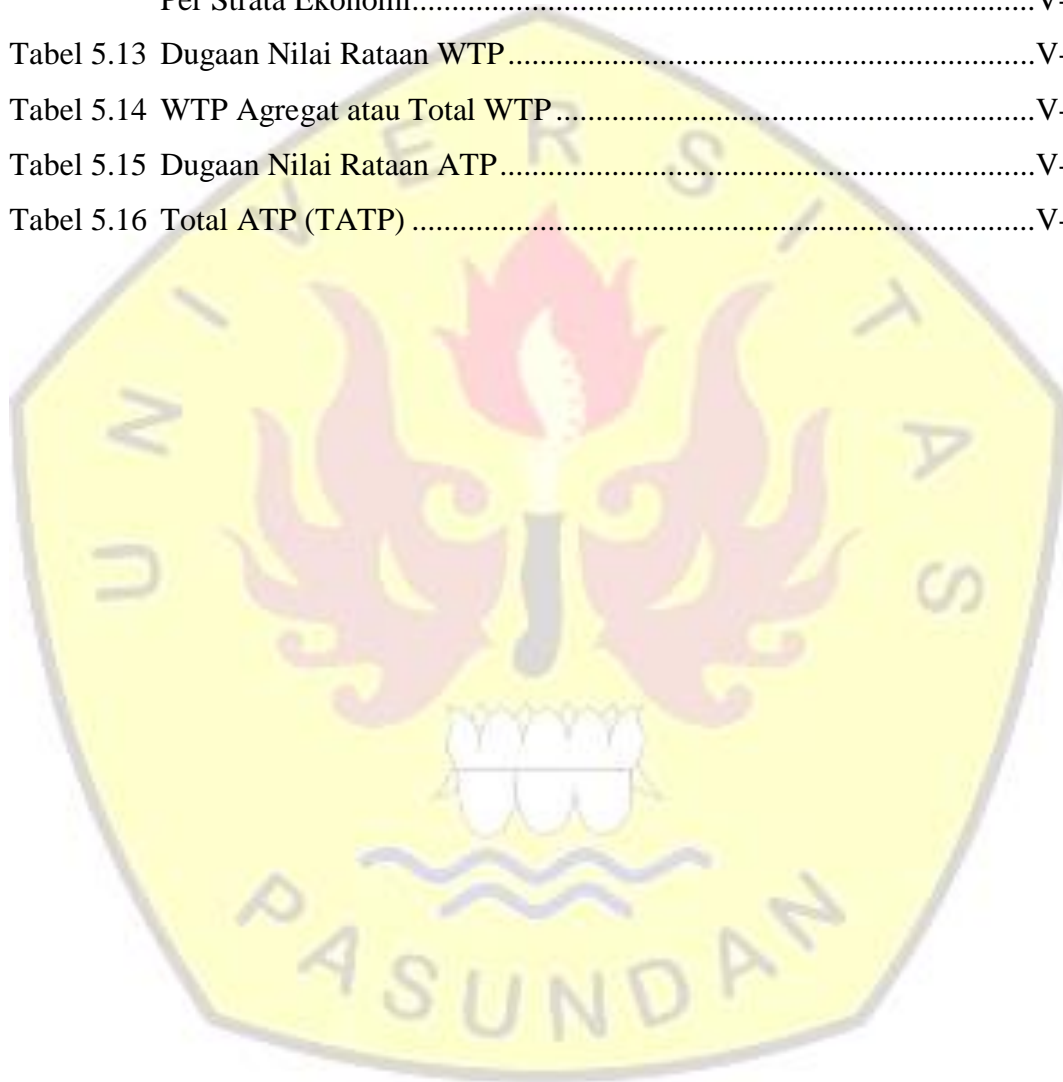 Per Strata Ekonomi..............................................................................V-
Tabel 5.13 Dugaan Nilai Rataan WTP..................................................................V-
Tabel 5.14 WTP Agregat atau Total WTP............................................................V-
Tabel 5.15 Dugaan Nilai Rataan ATP...................................................................V-
Tabel 5.16 Total ATP (TATP)..............................................................................V-
UNIVERSITAS
PASUNDAN